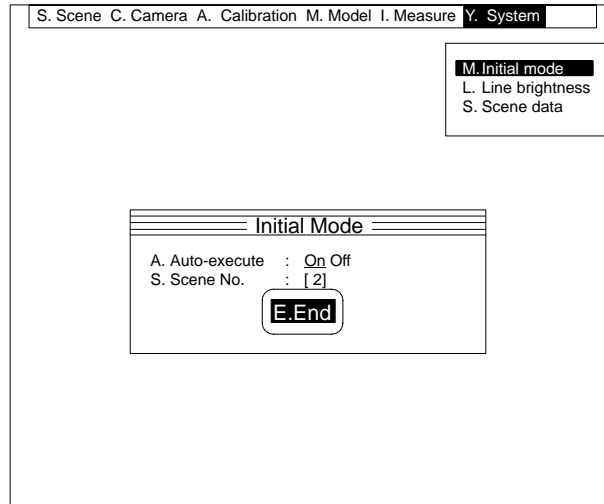 S. Scene C. Camera A. Calibration M. Model I. Measure Y. System
M. Initial mode
L. Line brightness
S. Scene data
Initial Mode
A. Auto-execute : On Off
S. Scene No. : [ 2]
E.End